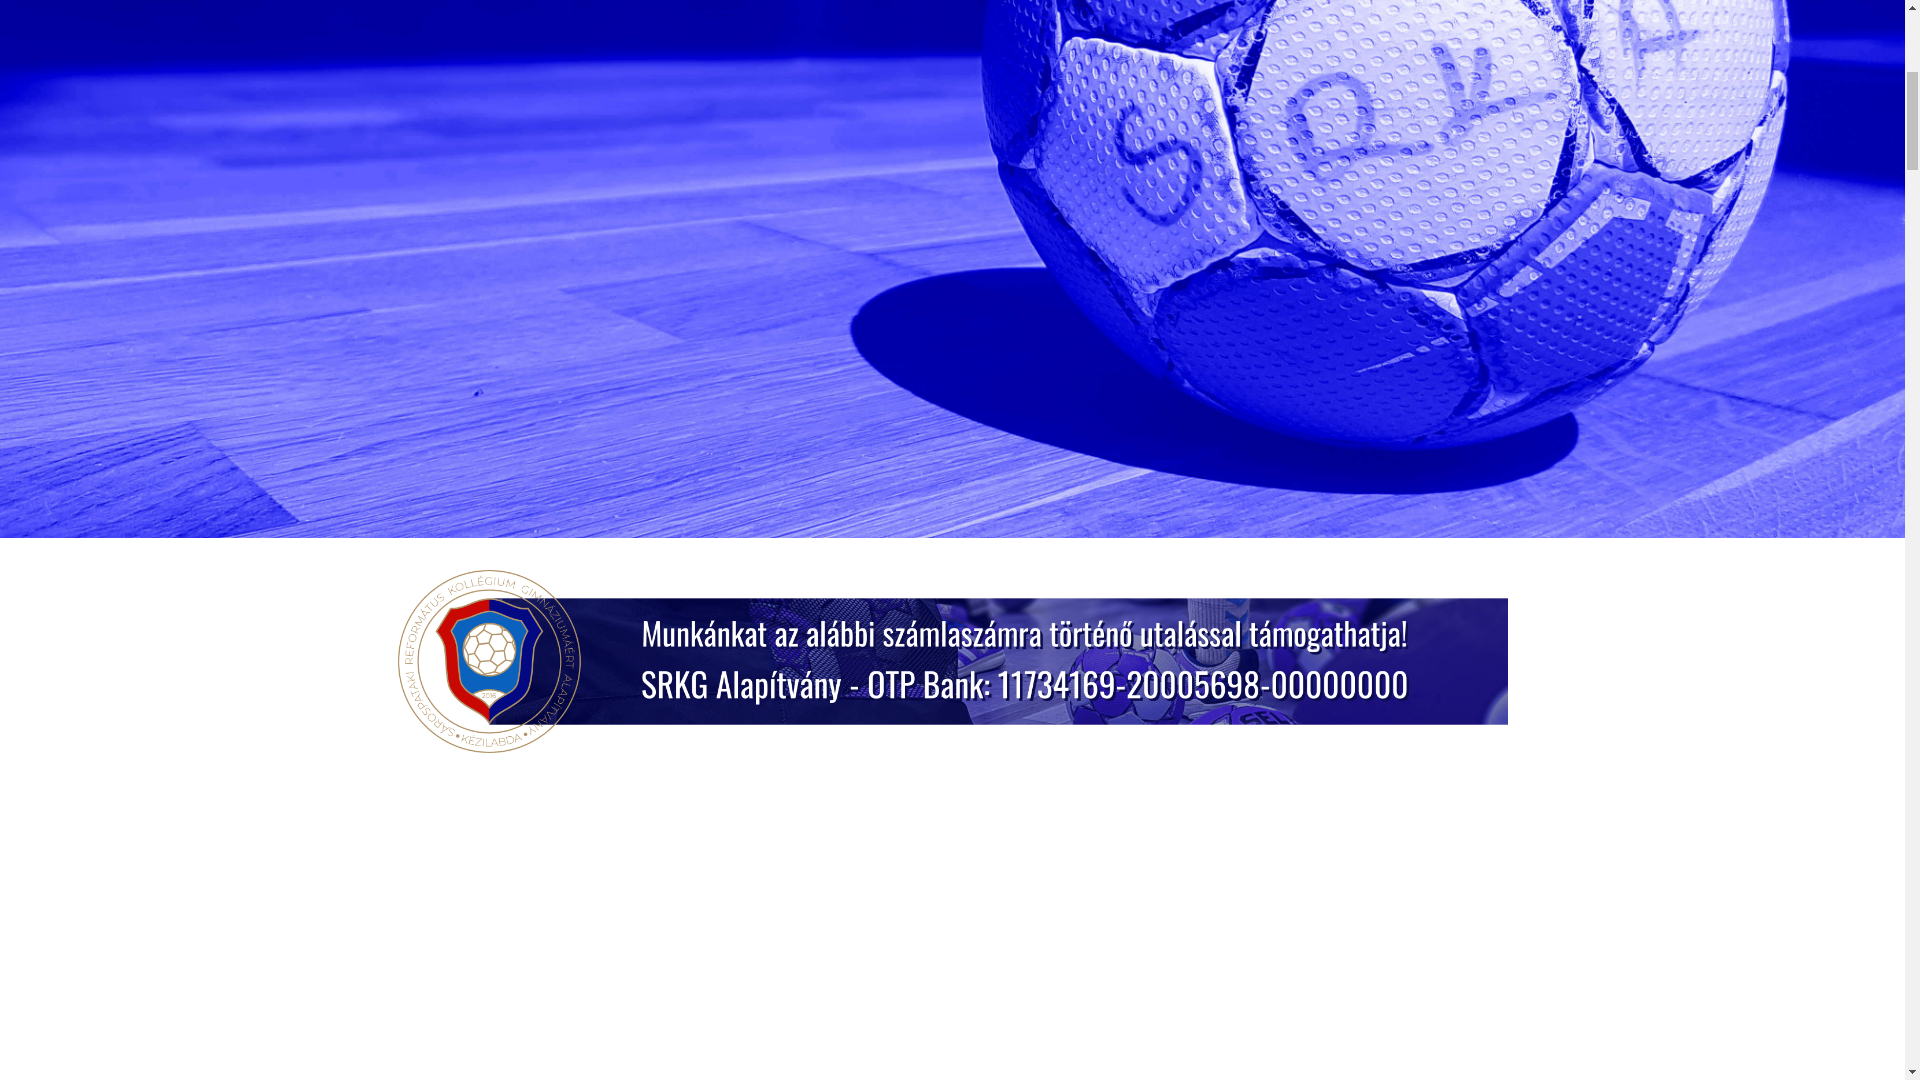 S
SÁROSPATAKI REFORMÁTUS KOLLÉGIUM GIMNÁZIUMÁÉRT ALAPÍTVÁNY
• KÉZILABDA •
2016
Munkánkat az alábbi számlaszámra történő utalással támogathatja!
SRKG Alapítvány - OTP Bank: 11734169-20005698-00000000